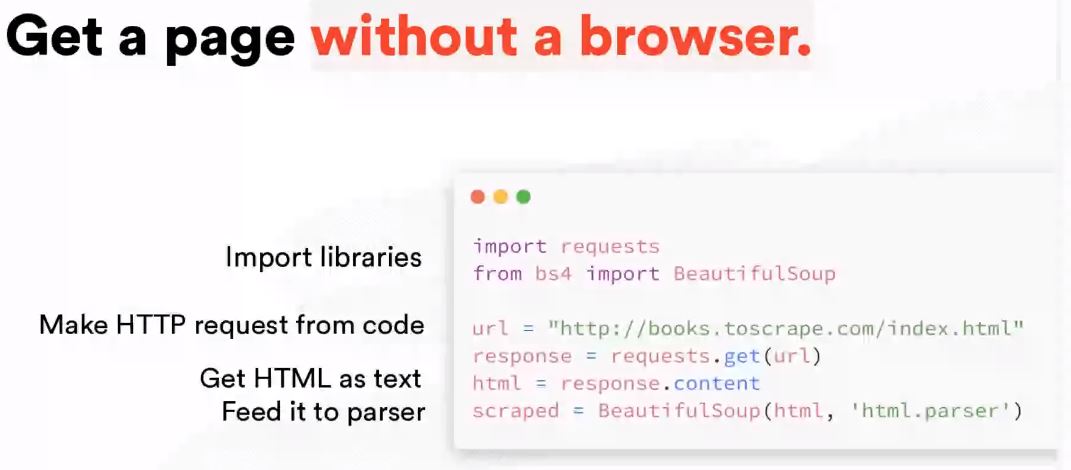 Get a page without a browser.
Import libraries
import requests
from bs4 import BeautifulSoup
Make HTTP request from code
url = "http://books.toscrape.com/index.html"
response = requests.get(url)
Get HTML as text
html = response.content
Feed it to parser
scraped = BeautifulSoup(html, 'html.parser')